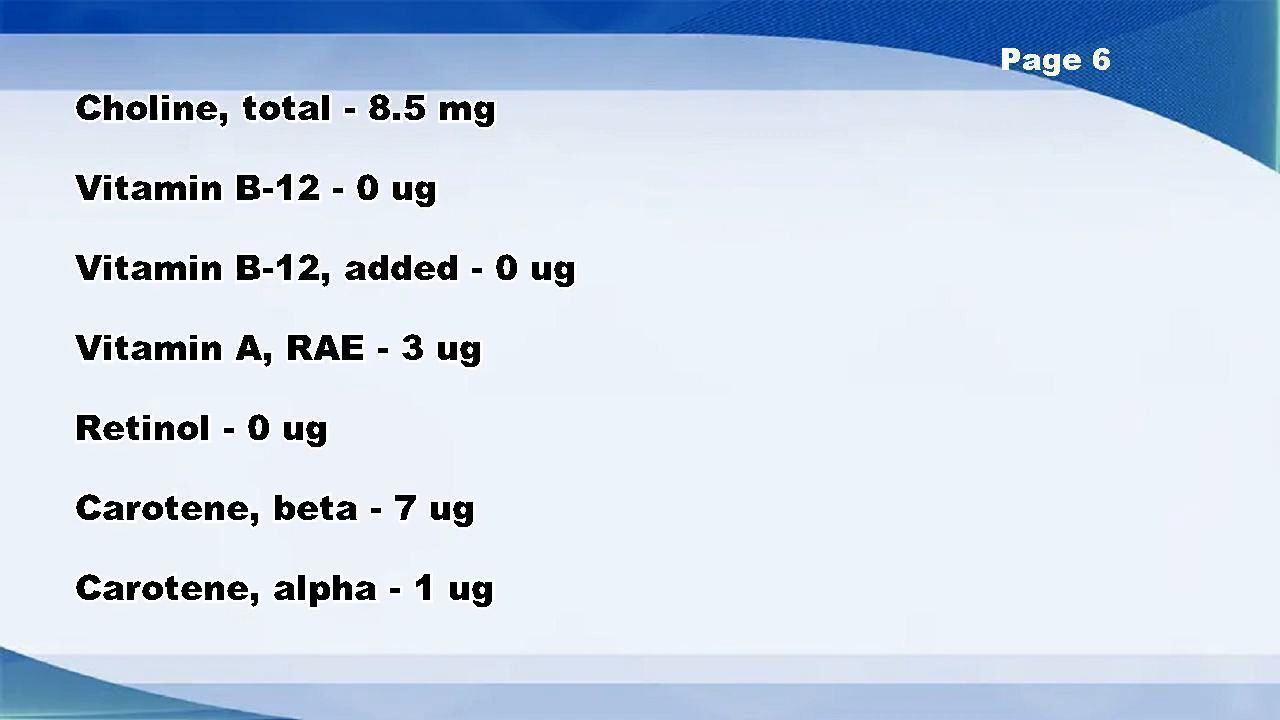 Page 6
Choline, total - 8.5 mg
Vitamin B-12 - 0 ug
Vitamin B-12, added - 0 ug
Vitamin A, RAE - 3 ug
Retinol - 0 ug
Carotene, beta - 7 ug
Carotene, alpha - 1 ug